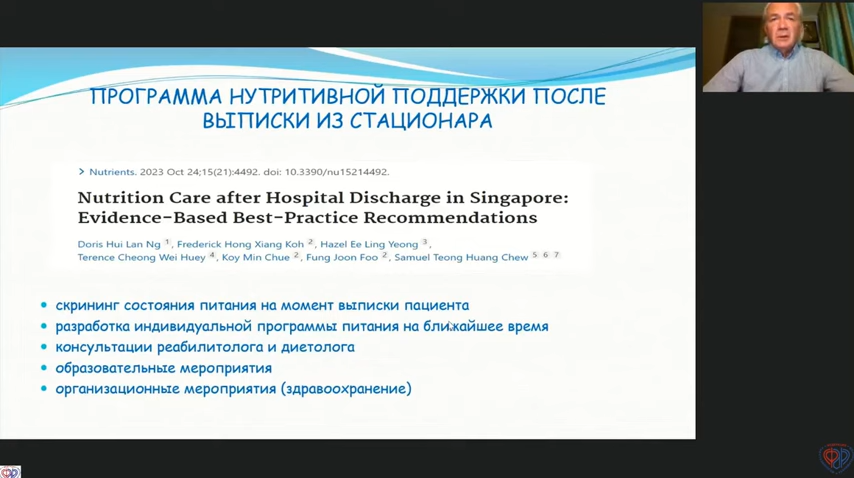 ПРОГРАММА НУТРИТИВНОЙ ПОДДЕРЖКИ ПОСЛЕ
ВЫПИСКИ ИЗ СТАЦИОНАРА
> Nutrients. 2023 Oct 24;15(21):4492. doi: 10.3390/nu15214492.
Nutrition Care after Hospital Discharge in Singapore:
Evidence-Based Best-Practice Recommendations
Doris Hui Lan Ng 1, Frederick Hong Xiang Koh 2, Hazel Ee Ling Yeong 3,
Terence Cheong Wei Huey 4, Koy Min Chue 2, Fung Joon Foo 2, Samuel Teong Huang Chew 5 6 7
• скрининг состояния питания на момент выписки пациента
• разработка индивидуальной программы питания на ближайшее время
• консультации реабилитолога и диетолога
• образовательные мероприятия
• организационные мероприятия (здравоохранение)